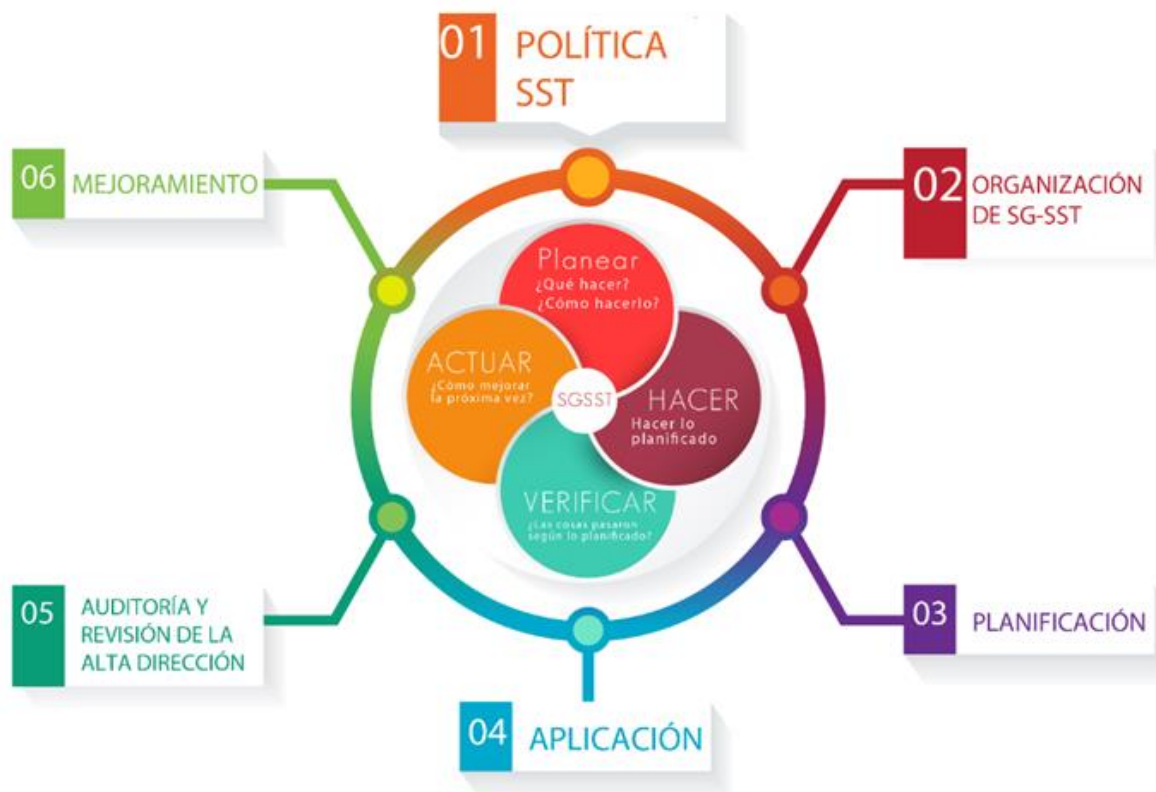 01 POLÍTICA
SST
02 ORGANIZACIÓN
DE SG-SST
03 PLANIFICACIÓN
04 APLICACIÓN
05 AUDITORÍA Y
REVISIÓN DE LA
ALTA DIRECCIÓN
06 MEJORAMIENTO
Planear
¿Qué hacer?
¿Cómo hacerlo?
HACER
Hacer lo
planificado
VERIFICAR
¿Las cosas pasaron
según lo planificado?
ACTUAR
¿Cómo mejorar
la próxima vez?
SGSST